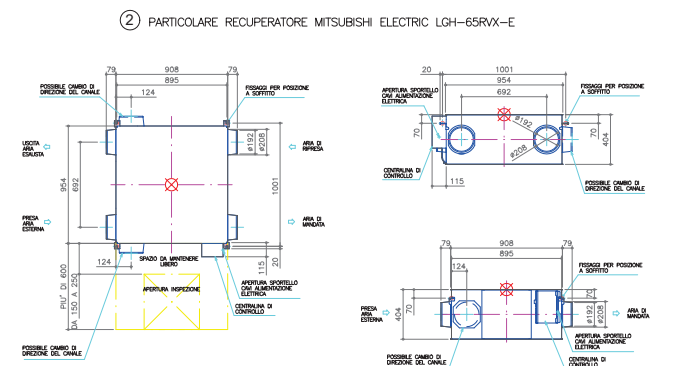 2 PARTICOLARE RECUPERATORE MITSUBISHI ELECTRIC LGH-65RVX-E
79 908 79
895
POSSIBILE CAMBIO DI
DIREZIONE DEL CANALE
124
FISSAGGI PER POSIZIONE
A SOFFITTO
USCITA
ARIA
ESAUSTA
ø192
ø208
ARIA DI
RIPRESA
954
692
1001
PRESA
ARIA
ESTERNA
ARIA DI
MANDATA
124
SPAZIO DA MANTENERE
LIBERO
115
20
PIU' DI 600
DA 150 A 250
APERTURA INSPEZIONE
APERTURA SPORTELLO
CAVI ALIMENTAZIONE
ELETTRICA
CENTRALINA DI
CONTROLLO
POSSIBILE CAMBIO DI
DIREZIONE DEL CANALE
20 1001
954
692
APERTURA SPORTELLO
CAVI ALIMENTAZIONE
ELETTRICA
FISSAGGI PER POSIZIONE
A SOFFITTO
70
ø192
ø208
70
404
CENTRALINA DI
CONTROLLO
115
POSSIBILE CAMBIO DI
DIREZIONE DEL CANALE
79 908 79
895
124
FISSAGGI PER POSIZIONE
A SOFFITTO
70
70
PRESA
ARIA
ESTERNA
404
ø192
ø208
ARIA DI
MANDATA
APERTURA SPORTELLO
CAVI ALIMENTAZIONE
ELETTRICA
POSSIBILE CAMBIO DI
DIREZIONE DEL CANALE
CENTRALINA DI
CONTROLLO